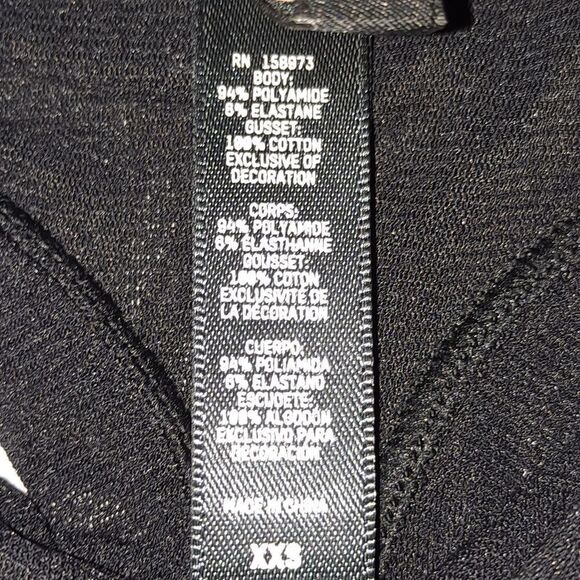 RN 158973
BODY:
94% POLYAMIDE
6% ELASTANE
GUSSET:
100% COTTON
EXCLUSIVE OF
DECORATION
CORPS:
94% POLYAMIDE
6% ELASTHANNE
GOUSSET:
100% COTON
EXCLUSIVITE DE
LA DECORATION
CUERPO:
94% POLIAMIDA
6% ELASTANO
ESCUDETE:
100% ALGODÓN
EXCLUSIVO PARA
DECORACIÓN
MADE IN CHINA
XXS